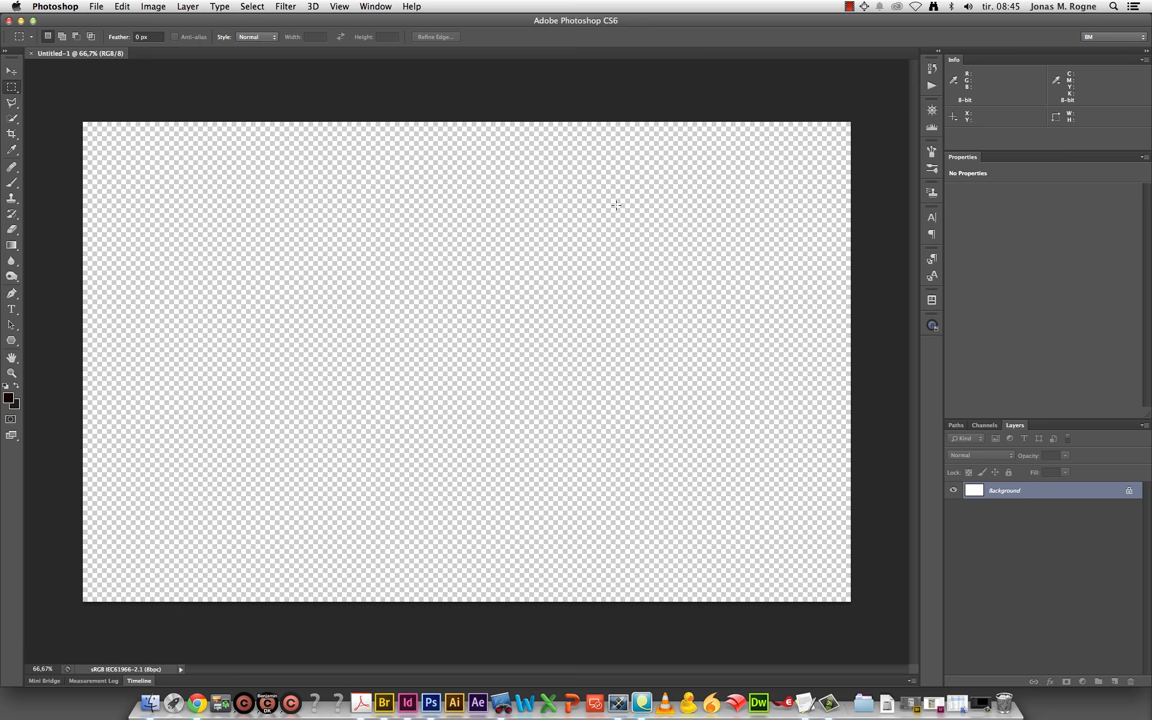 Photoshop File Edit Image Layer Type Select Filter 3D View Window Help tir. 08:45 Jonas M. Rogne
Adobe Photoshop CS6
Feather: 0 px Anti-alias Style: Normal Width: Height: Refine Edge... BM
× Untitled-1 @ 66,7% (RGB/8)
Info
R: C:
G: M:
B: Y:
K:
8-bit 8-bit
X: W:
Y: H:
Properties
No Properties
Paths Channels Layers
Kind
Normal Opacity:
Lock: Fill:
Background
66,67% sRGB IEC61966-2.1 (8bpc)
Mini Bridge Measurement Log Timeline
Br Id Ps Ai Ae Dw